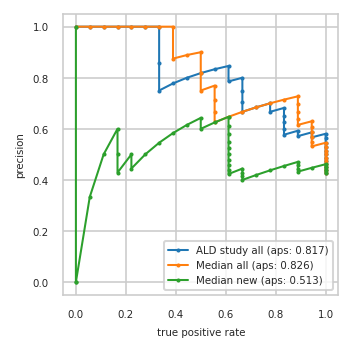 1.0
0.8
0.6
0.4
0.2
0.0
precision
0.0 0.2 0.4 0.6 0.8 1.0
true positive rate
ALD study all (aps: 0.817)
Median all (aps: 0.826)
Median new (aps: 0.513)